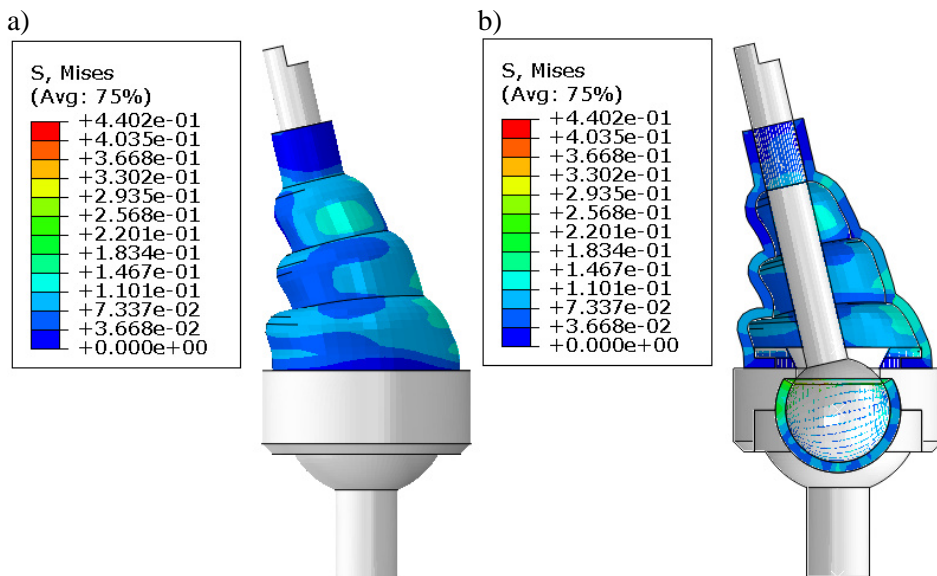 a)
S, Mises
(Avg: 75%)
+4.402e-01
+4.035e-01
+3.668e-01
+3.302e-01
+2.935e-01
+2.568e-01
+2.201e-01
+1.834e-01
+1.467e-01
+1.101e-01
+7.337e-02
+3.668e-02
+0.000e+00
b)
S, Mises
(Avg: 75%)
+4.402e-01
+4.035e-01
+3.668e-01
+3.302e-01
+2.935e-01
+2.568e-01
+2.201e-01
+1.834e-01
+1.467e-01
+1.101e-01
+7.337e-02
+3.668e-02
+0.000e+00